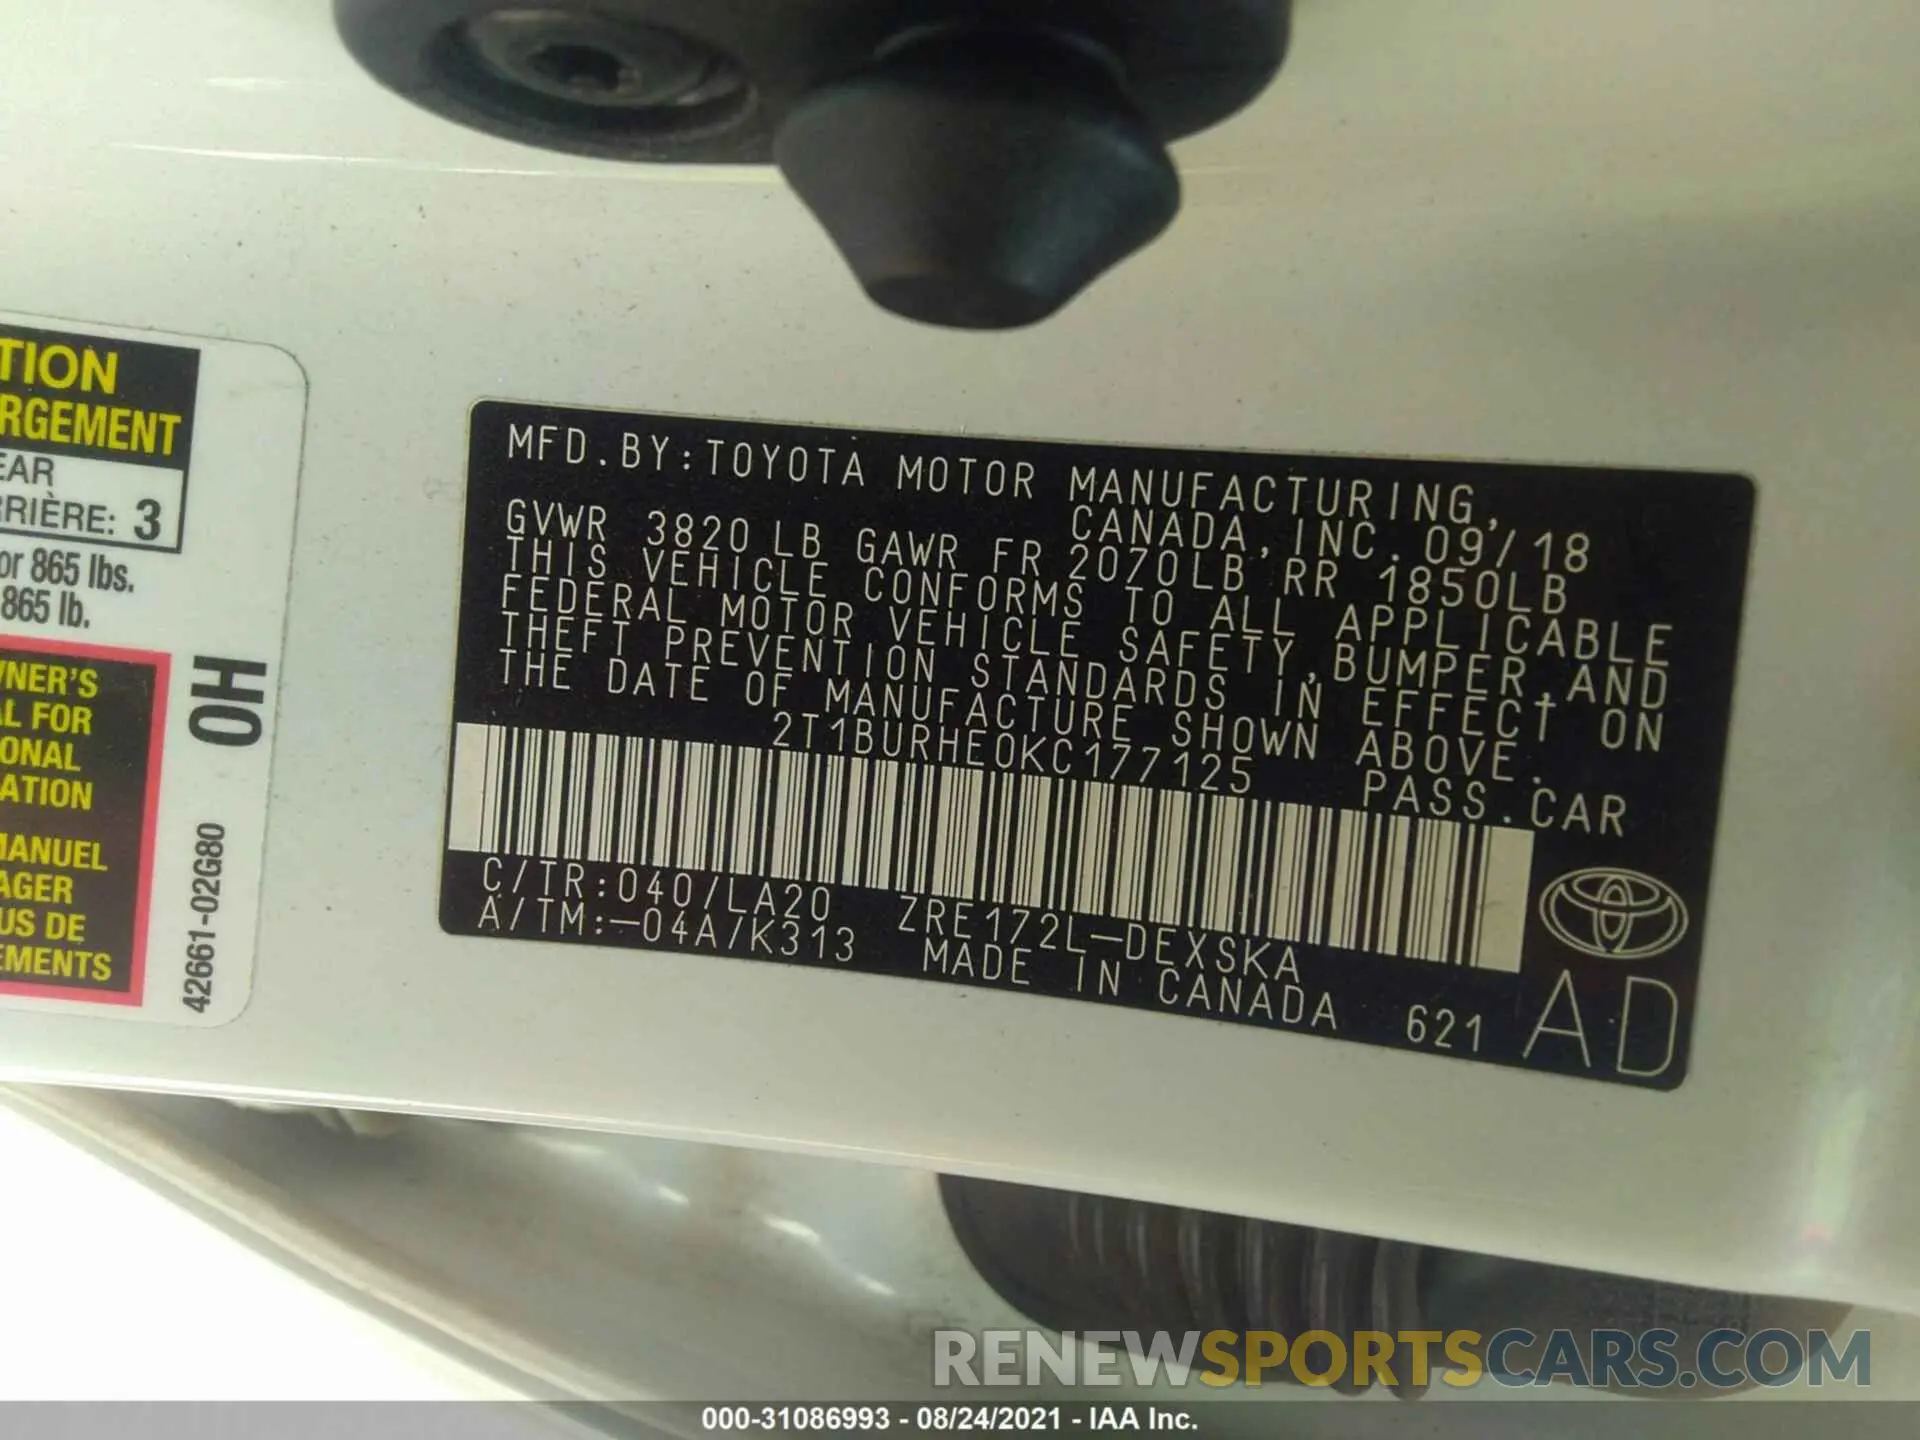 TION
RGEMENT
EAR
RRIÈRE: 3
or 865 lbs.
865 lb.
WNER'S
AL FOR
IONAL
ATION
MANUEL
AGER
US DE
EMENTS
OH
42661-02G80
MFD.BY:TOYOTA MOTOR MANUFACTURING,
CANADA,INC. 09/18
GVWR 3820LB GAWR FR 2070LB RR 1850LB
THIS VEHICLE CONFORMS TO ALL APPLICABLE
FEDERAL MOTOR VEHICLE SAFETY,BUMPER,AND
THEFT PREVENTION STANDARDS IN EFFECT ON
THE DATE OF MANUFACTURE SHOWN ABOVE.
2T1BURHE0KC177125 PASS.CAR
C/TR:040/LA20 ZRE172L-DEXSKA
A/TM:-04A/K313 MADE IN CANADA 621
AD
RENEWSPORTSCARS.COM
000-31086993 - 08/24/2021 - IAA Inc.